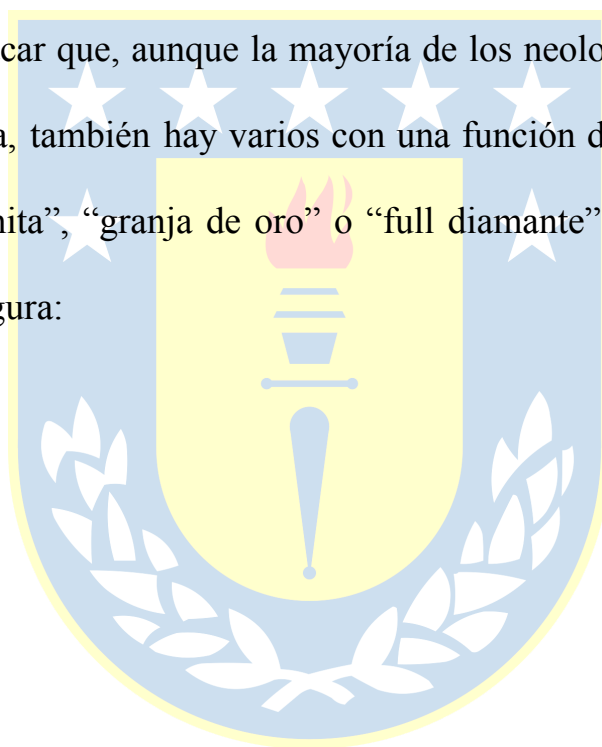 car que, aunque la mayoría de los neolo
a, también hay varios con una función d
nita”, “granja de oro” o “full diamante”
gura: